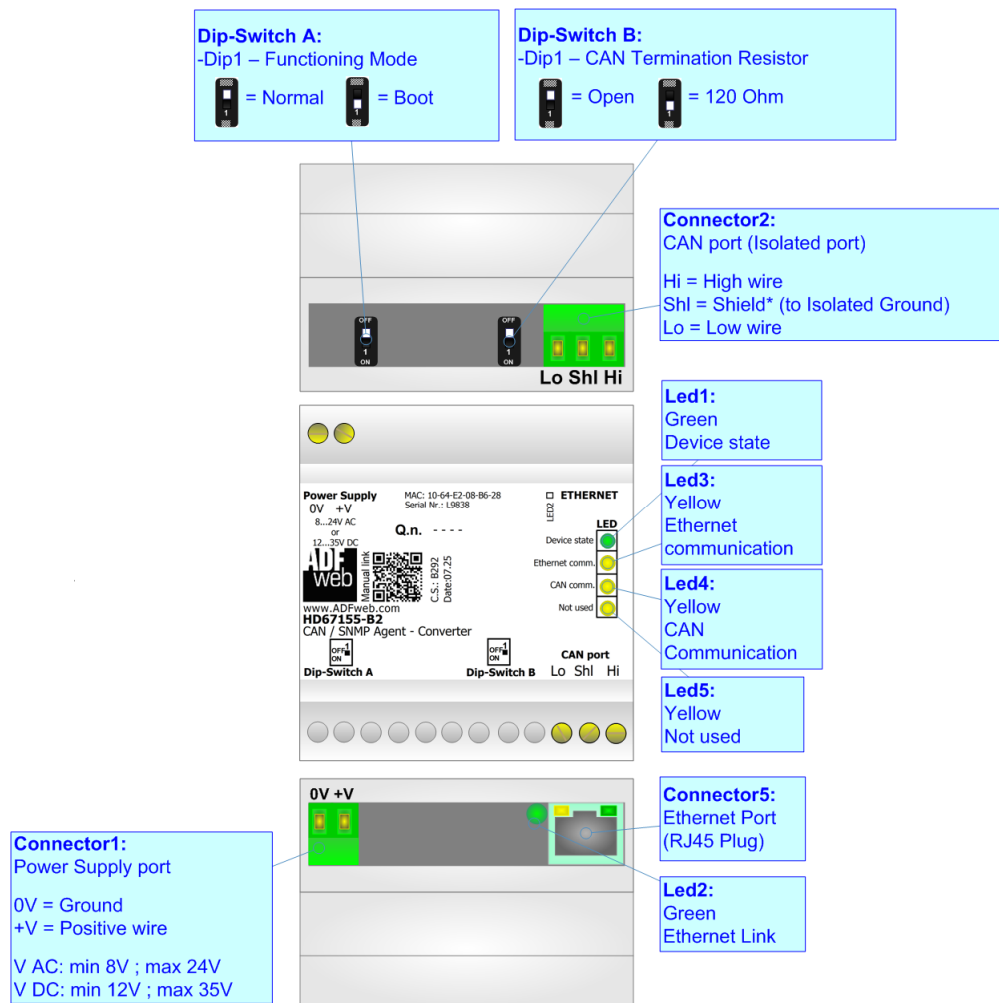 Dip-Switch A:
-Dip1 – Functioning Mode
1
= Normal
1
= Boot
Dip-Switch B:
-Dip1 – CAN Termination Resistor
1
= Open
1
= 120 Ohm
Connector2:
CAN port (Isolated port)
Hi = High wire
Shl = Shield* (to Isolated Ground)
Lo = Low wire
OFF
1
ON
OFF
1
ON
Lo Shl Hi
Led1:
Green
Device state
Led3:
Yellow
Ethernet
communication
Led4:
Yellow
CAN
Communication
Led5:
Yellow
Not used
Power Supply
0V +V
8...24V AC
or
12...35V DC
MAC: 10-64-E2-08-B6-28
Serial Nr.: L9838
Q.n. - - - -
LED2
ETHERNET
LED
Device state
Ethernet comm.
CAN comm.
Not used
ADF
web
Manual link
C.S.: B292
Date:07.25
www.ADFweb.com
HD67155-B2
CAN / SNMP Agent - Converter
OFF 1
ON
Dip-Switch A
OFF 1
ON
Dip-Switch B
CAN port
Lo Shl Hi
0V +V
Connector5:
Ethernet Port
(RJ45 Plug)
Led2:
Green
Ethernet Link
Connector1:
Power Supply port
0V = Ground
+V = Positive wire
V AC: min 8V ; max 24V
V DC: min 12V ; max 35V